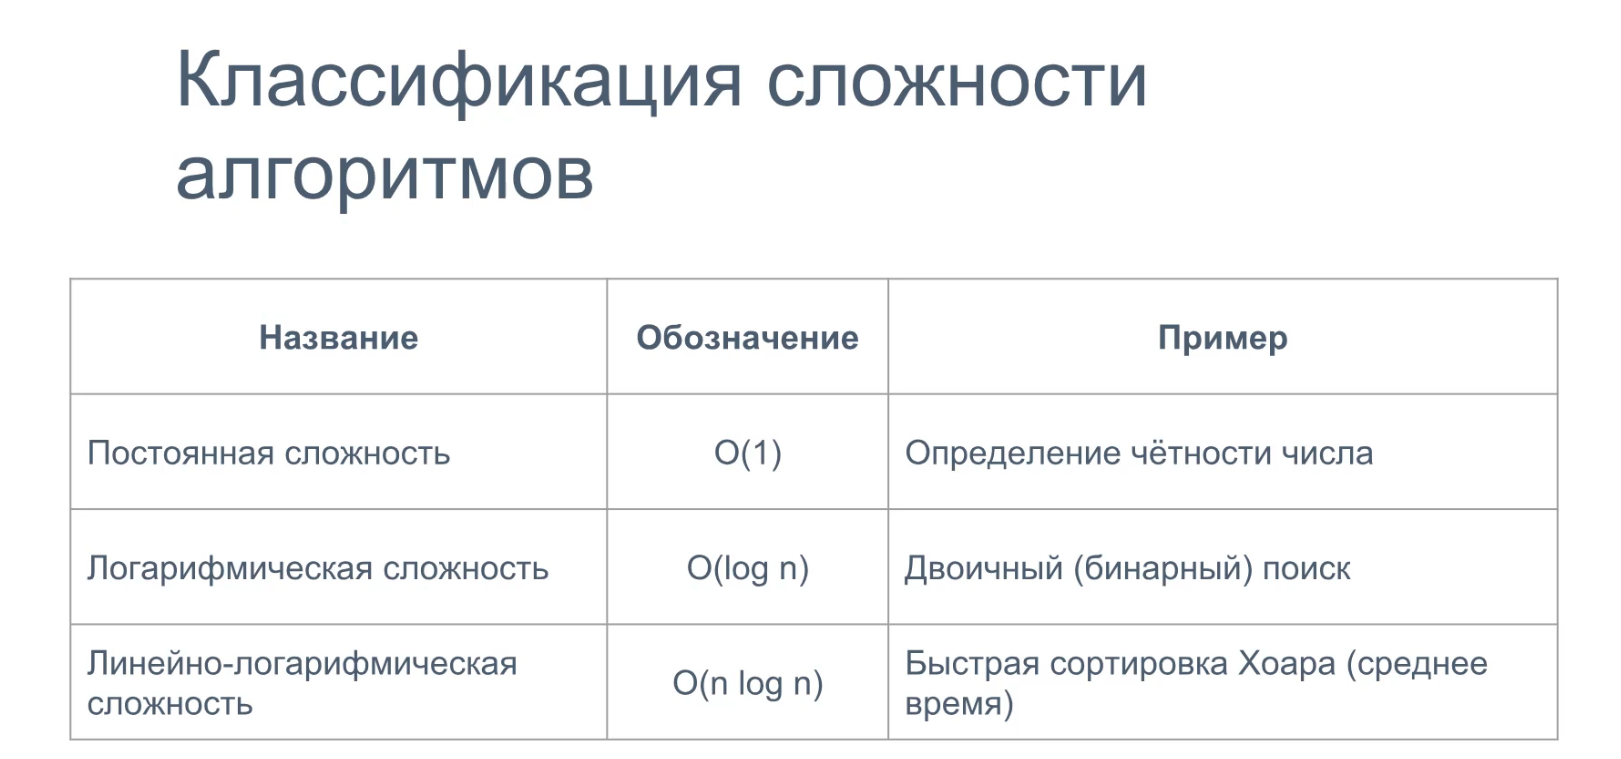 Классификация сложности
алгоритмов
Название
Обозначение
Пример
Постоянная сложность
O(1)
Определение чётности числа
Логарифмическая сложность
O(log n)
Двоичный (бинарный) поиск
Линейно-логарифмическая
сложность
O(n log n)
Быстрая сортировка Хоара (среднее
время)